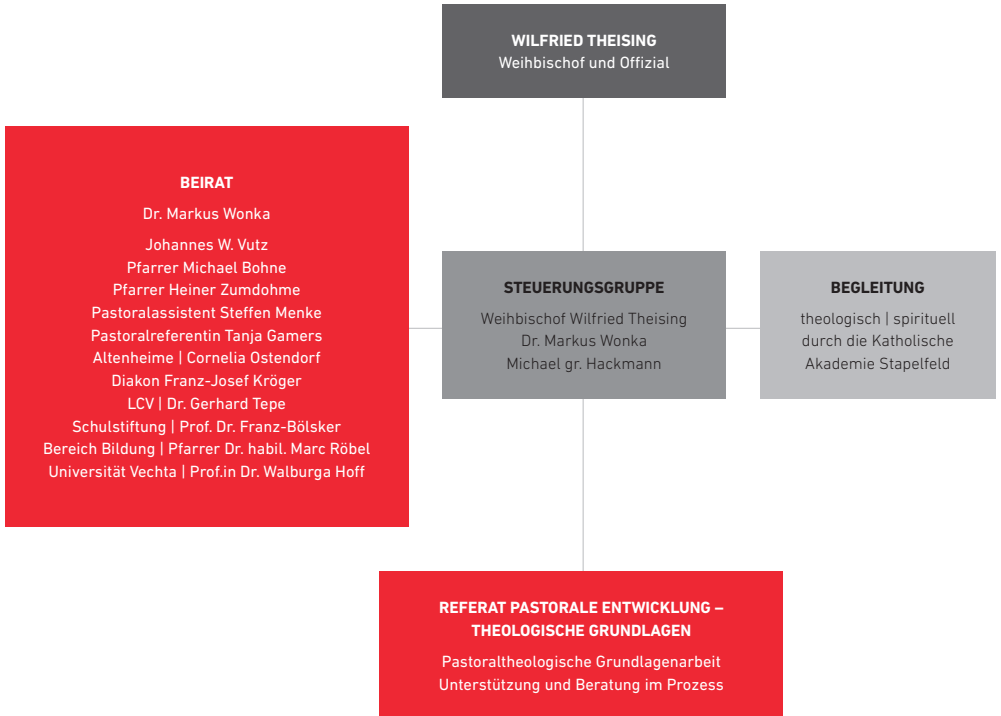 WILFRIED THEISING
Weihbischof und Offizial
BEIRAT
Dr. Markus Wonka
Johannes W. Vutz
Pfarrer Michael Bohne
Pfarrer Heiner Zumdohme
Pastoralassistent Steffen Menke
Pastoralreferentin Tanja Gamers
Altenheime | Cornelia Ostendorf
Diakon Franz-Josef Kröger
LCV | Dr. Gerhard Tepe
Schulstiftung | Prof. Dr. Franz-Bölsker
Bereich Bildung | Pfarrer Dr. habil. Marc Röbel
Universität Vechta | Prof.in Dr. Walburga Hoff
STEUERUNGSGRUPPE
Weihbischof Wilfried Theising
Dr. Markus Wonka
Michael gr. Hackmann
BEGLEITUNG
theologisch | spirituell
durch die Katholische
Akademie Stapelfeld
REFERAT PASTORALE ENTWICKLUNG –
THEOLOGISCHE GRUNDLAGEN
Pastoraltheologische Grundlagenarbeit
Unterstützung und Beratung im Prozess